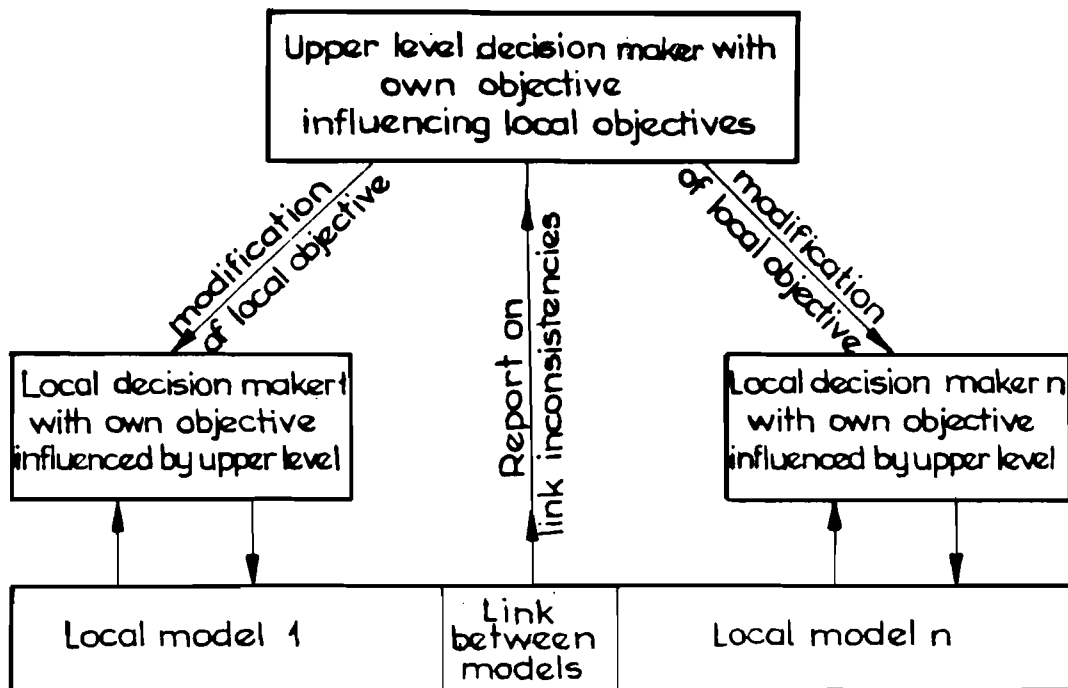 Upper level decision maker with
own objective
influencing local objectives
modification
of local objective
Report on
link inconsistencies
modification
of local objective
Local decision maker 1
with own objective
influenced by upper level
Local decision maker n
with own objective
influenced by upper level
Local model 1
Link
between
models
Local model n